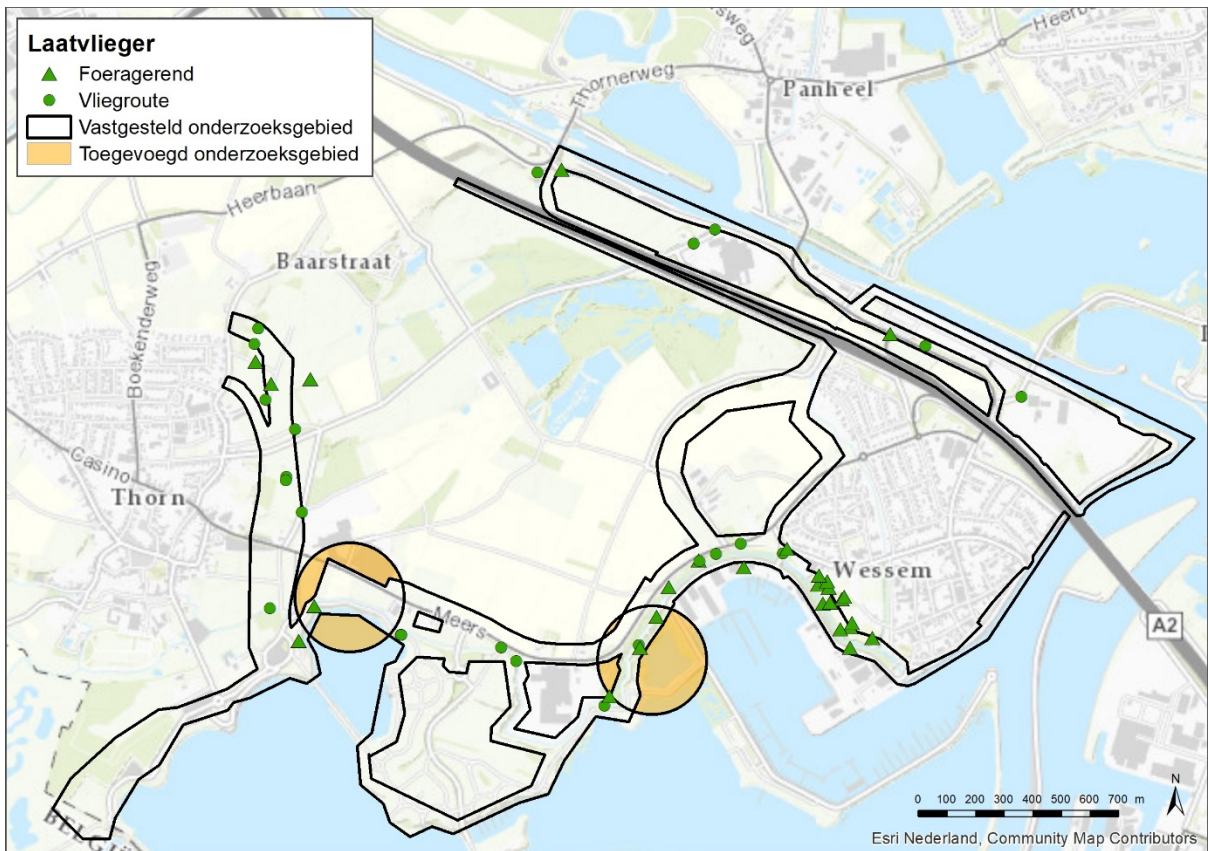 Laatvlieger
Foeragerend
Vliegroute
Vastgesteld onderzoeksgebied
Toegevoegd onderzoeksgebied
Heerba
Thornerweg
Panheel
Heerbaan
Baarstraat
Boekenderweg
Casino
Thorn
Meers
Wessem
A2
N
0 100 200 300 400 500 600 700 m
Esri Nederland, Community Map Contributors